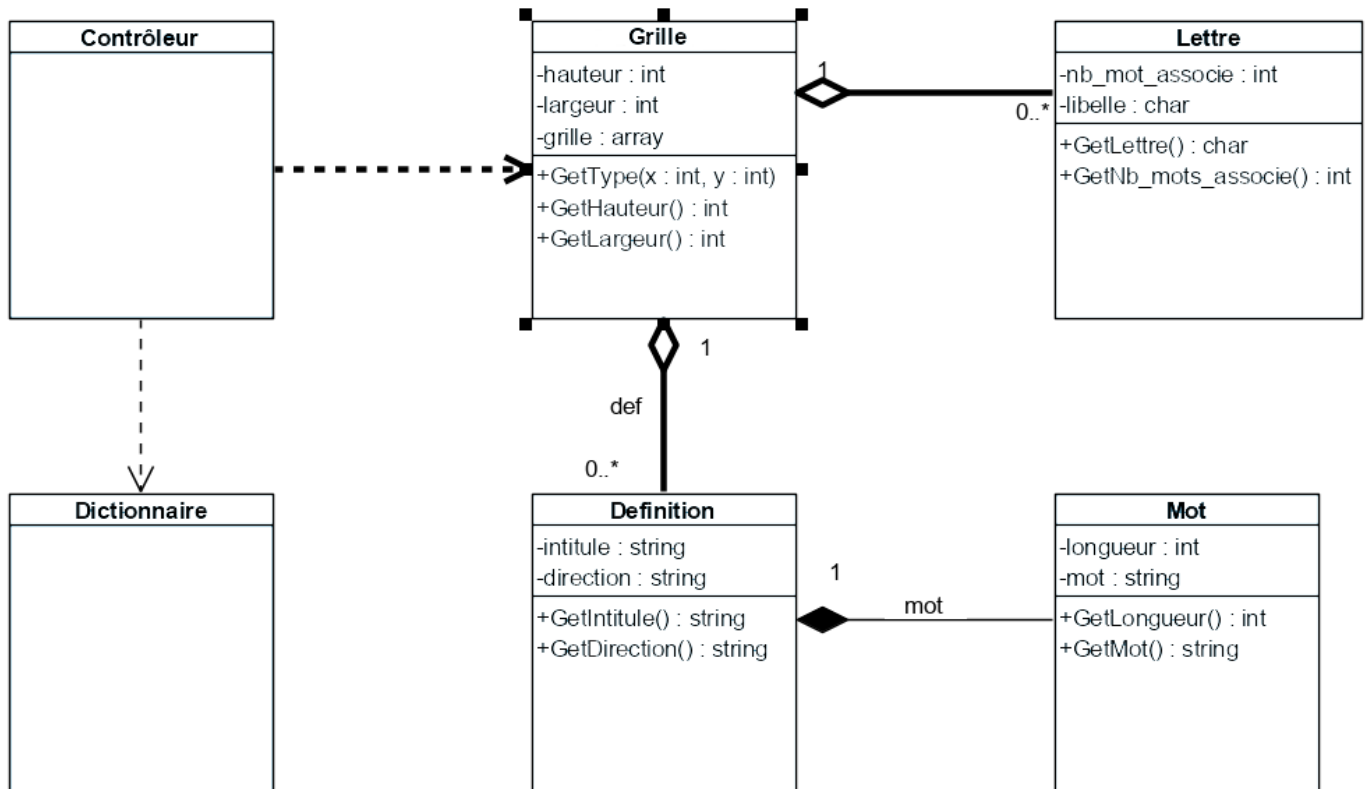 Contrôleur
Grille
-hauteur : int
-largeur : int
-grille : array
+GetType(x : int, y : int)
+GetHauteur() : int
+GetLargeur() : int
1
0..*
Lettre
-nb_mot_associe : int
-libelle : char
+GetLettre() : char
+GetNb_mots_associe() : int
1
def
0..*
Dictionnaire
Definition
-intitule : string
-direction : string
+GetIntitule() : string
+GetDirection() : string
1
mot
Mot
-longueur : int
-mot : string
+GetLongueur() : int
+GetMot() : string